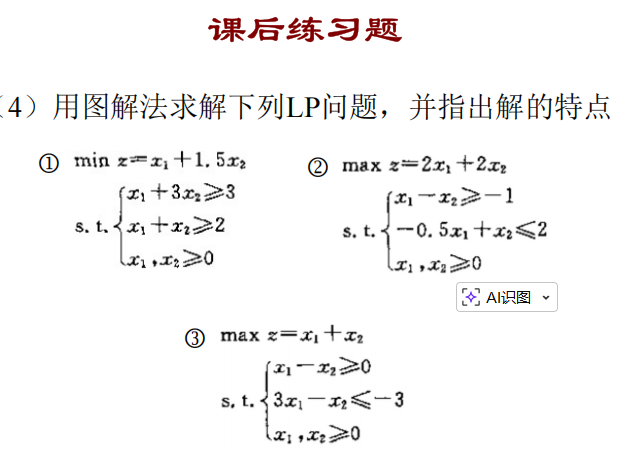 课后练习题
（4）用图解法求解下列LP问题，并指出解的特点
① min z=x₁+1.5x₂
s. t. { x₁+3x₂≥3
x₁+x₂≥2
x₁,x₂≥0
② max z=2x₁+2x₂
s. t. { x₁-x₂≥-1
-0.5x₁+x₂≤2
x₁,x₂≥0
AI识图
③ max z=x₁+x₂
s. t. { x₁-x₂≥0
3x₁-x₂≤-3
x₁,x₂≥0